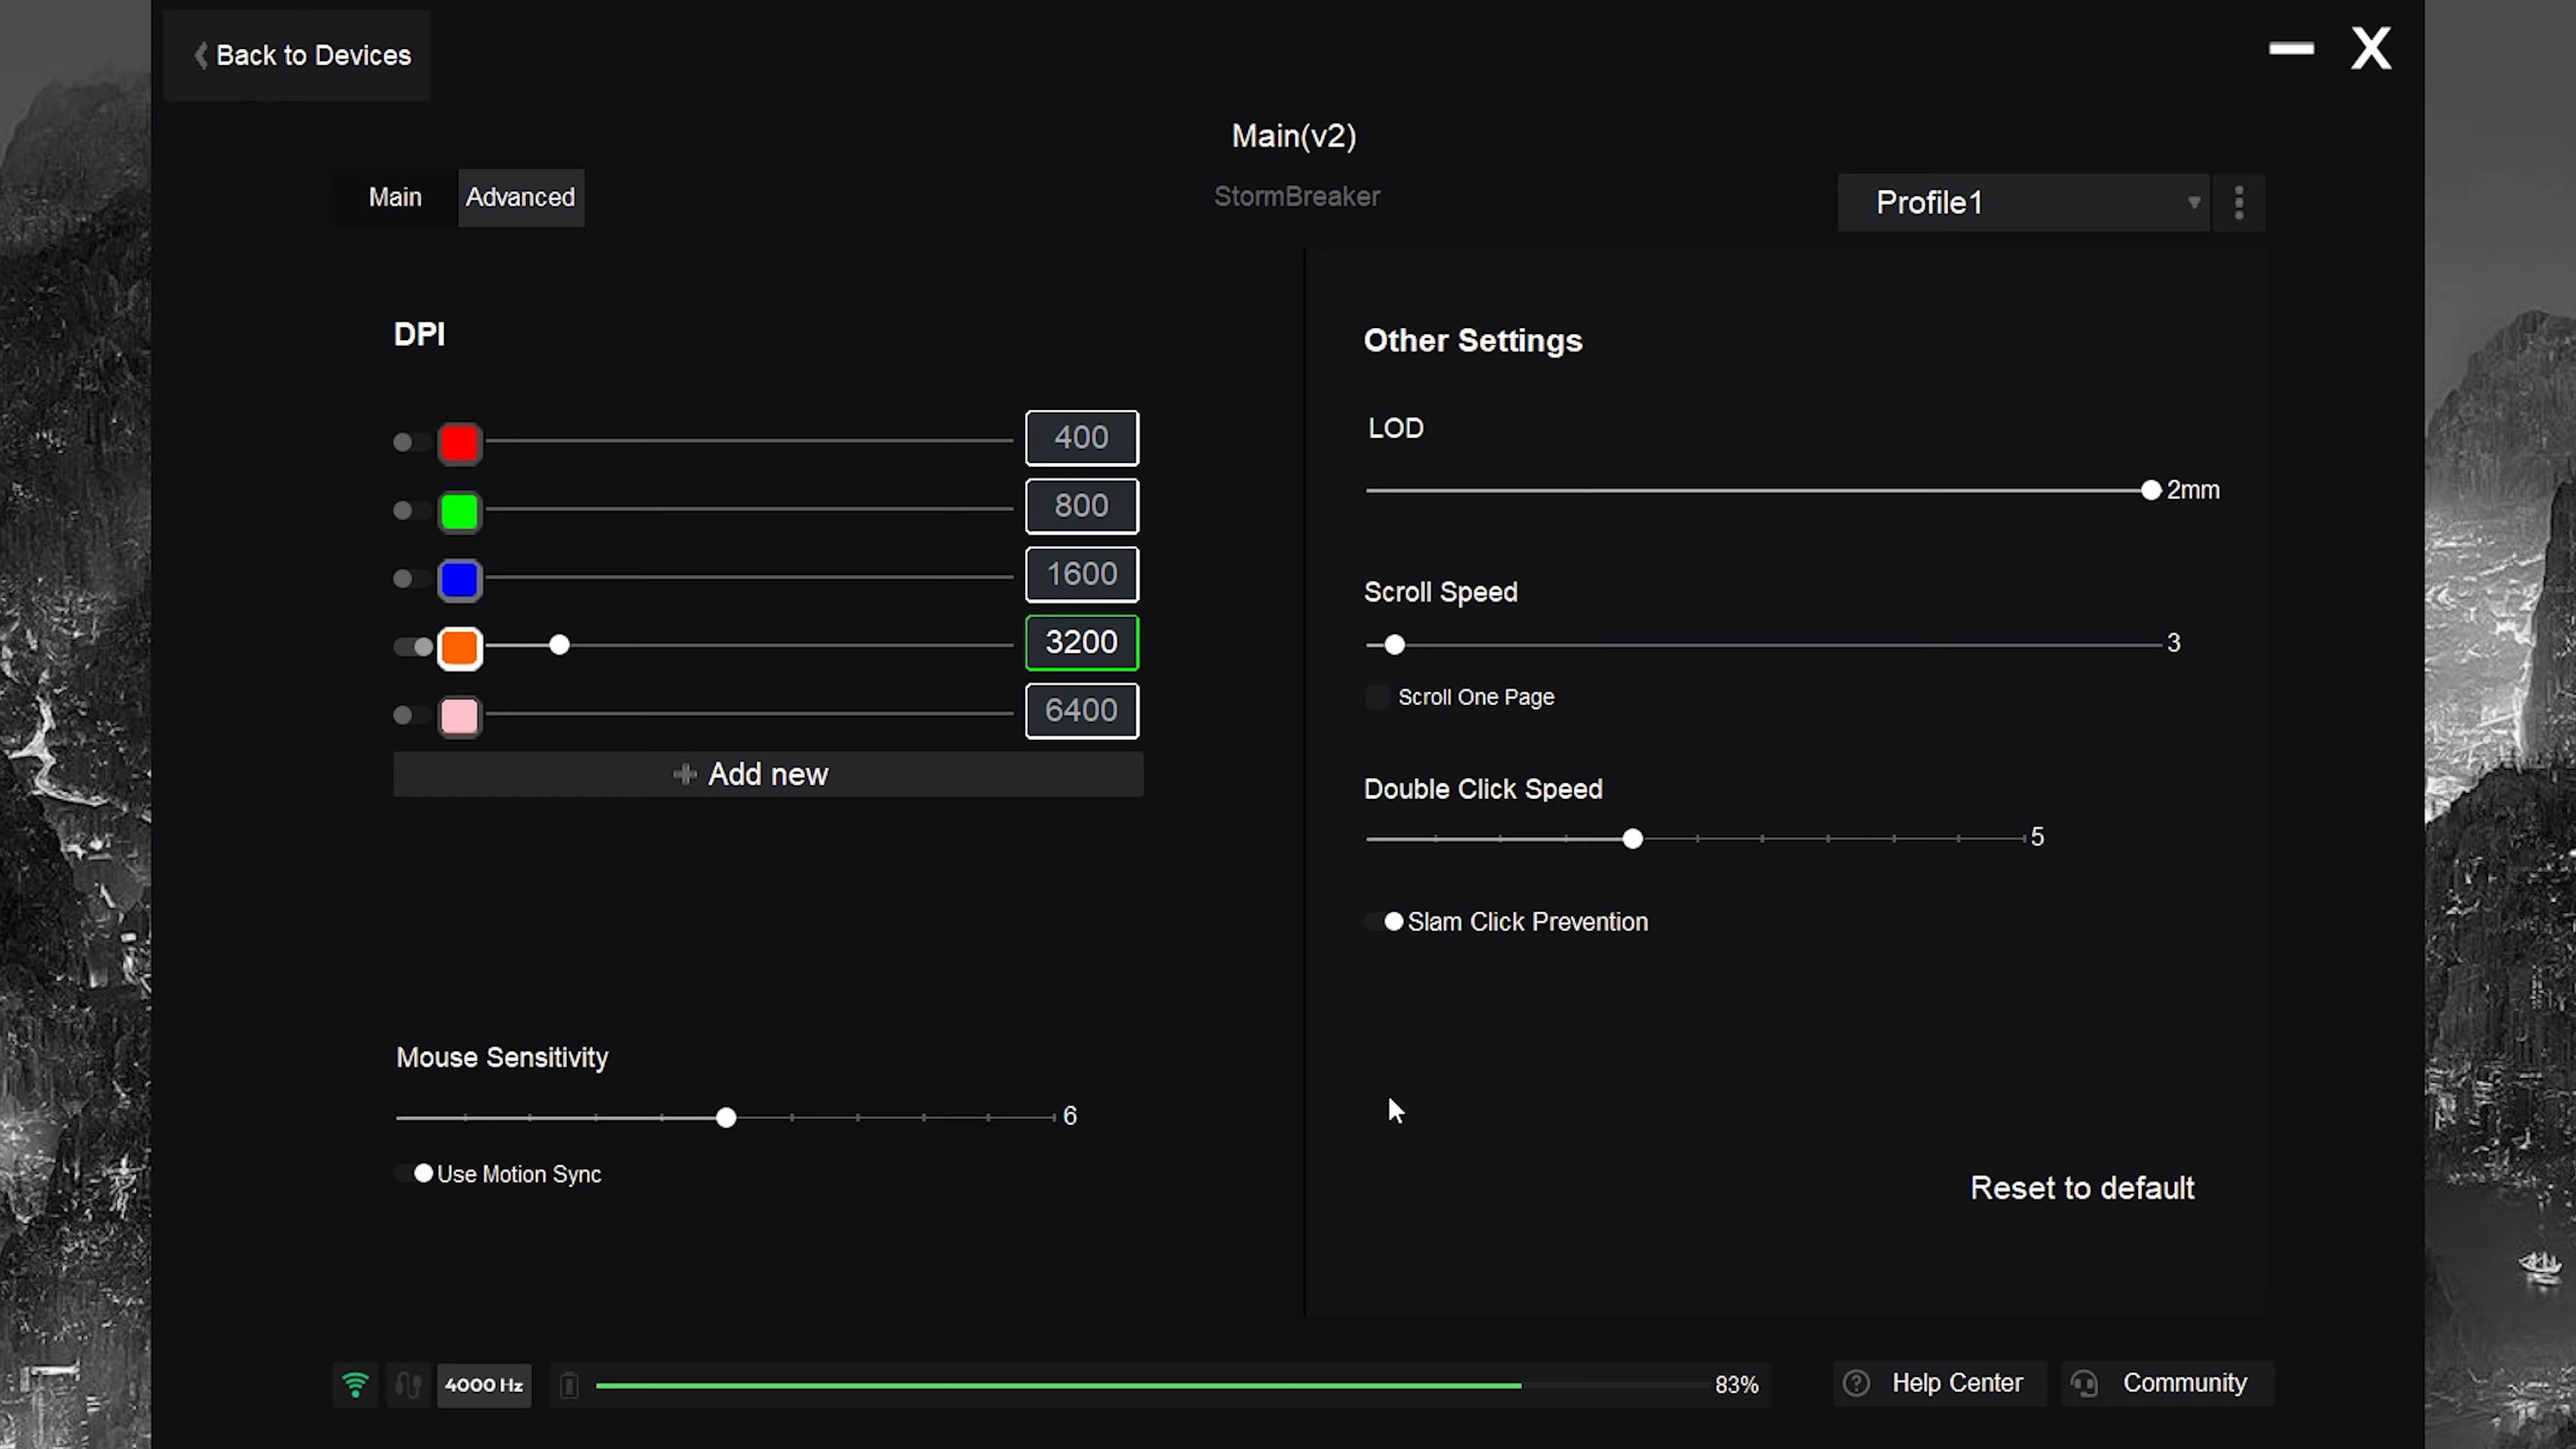 Back to Devices
X
Main(v2)
Main
Advanced
StormBreaker
Profile1
DPI
400
800
1600
3200
6400
Add new
Mouse Sensitivity
6
Use Motion Sync
Other Settings
LOD
2mm
Scroll Speed
3
Scroll One Page
Double Click Speed
5
Slam Click Prevention
Reset to default
4000 Hz
83%
Help Center
Community